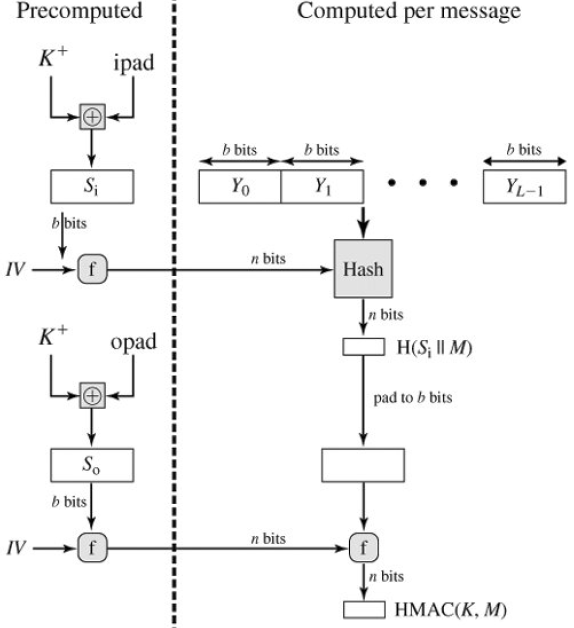 Precomputed
Computed per message
K⁺
ipad
⊕
b bits
b bits
b bits
Sᵢ
Y₀
Y₁
• • •
Y_{L−1}
b bits
IV
f
n bits
Hash
n bits
K⁺
opad
H(Sᵢ || M)
⊕
pad to b bits
Sₒ
b bits
IV
f
n bits
f
n bits
HMAC(K, M)